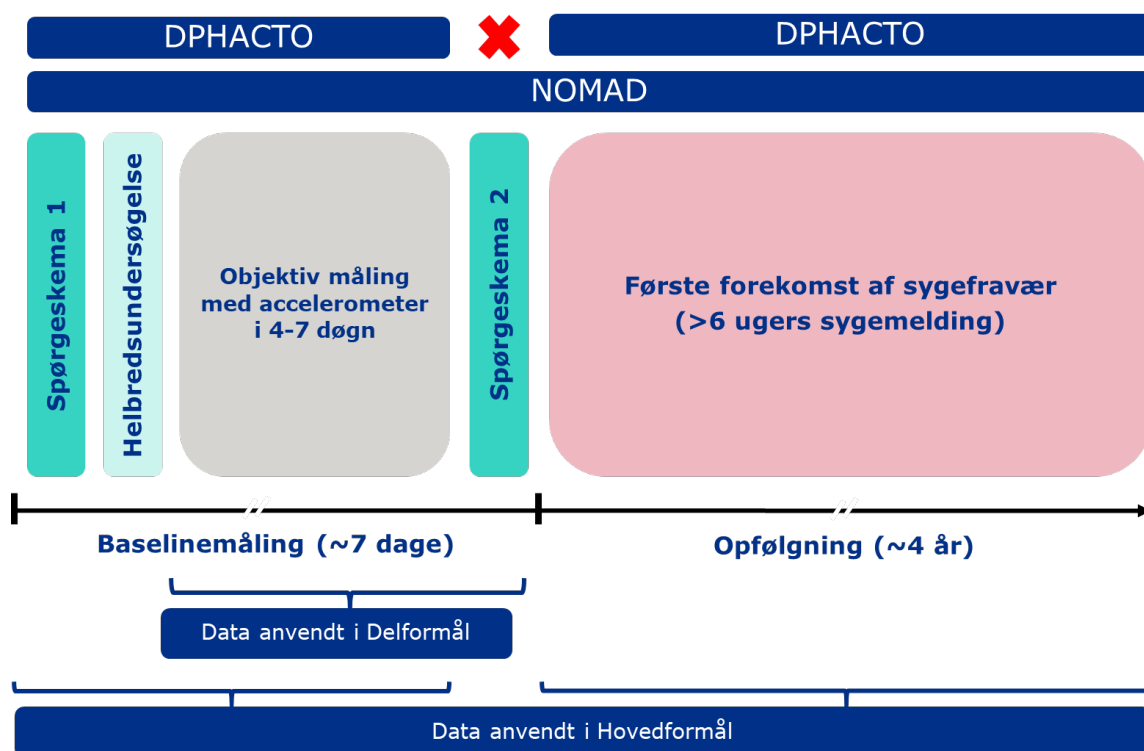 DPHACTO
DPHACTO
NOMAD
Spørgeskema 1
Helbredsundersøgelse
Objektiv måling
med accelerometer
i 4-7 døgn
Spørgeskema 2
Første forekomst af sygefravær
(>6 ugers sygemelding)
Baselinemåling (~7 dage)
Opfølgning (~4 år)
Data anvendt i Delformål
Data anvendt i Hovedformål